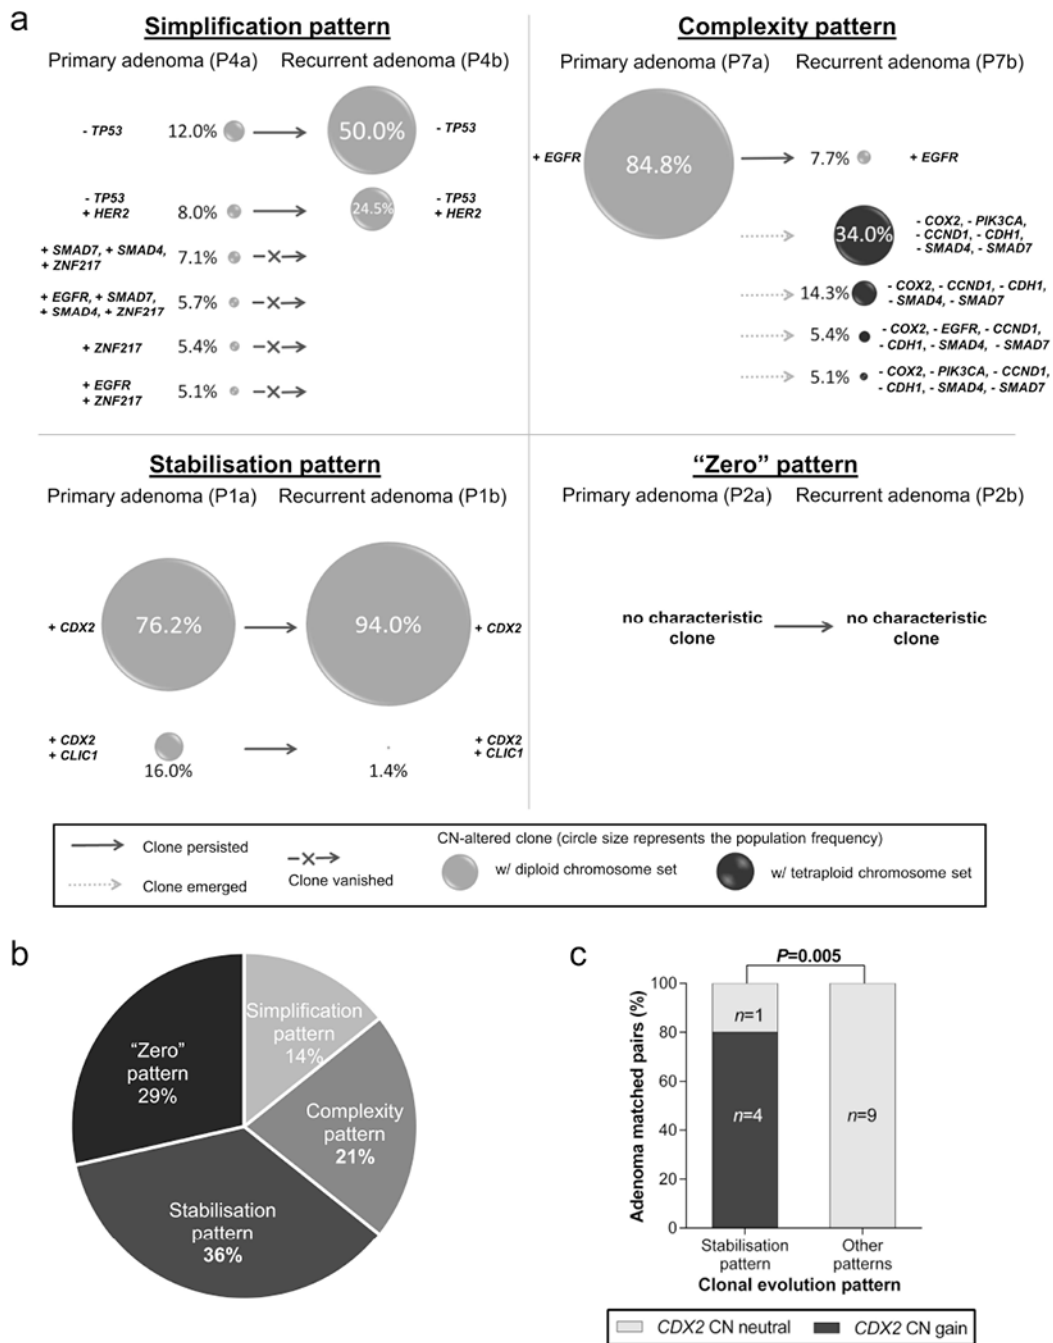 a
Simplification pattern
Primary adenoma (P4a) Recurrent adenoma (P4b)
- TP53 12.0% 50.0% - TP53
- TP53
+ HER2 8.0% 24.5% - TP53
+ HER2
+ SMAD7, + SMAD4,
+ ZNF217 7.1%
+ EGFR, + SMAD7,
+ SMAD4, + ZNF217 5.7%
+ ZNF217 5.4%
+ EGFR
+ ZNF217 5.1%
Complexity pattern
Primary adenoma (P7a) Recurrent adenoma (P7b)
+ EGFR 84.8% 7.7% + EGFR
34.0% - COX2, - PIK3CA,
- CCND1, - CDH1,
- SMAD4, - SMAD7
14.3% - COX2, - CCND1, - CDH1,
- SMAD4, - SMAD7
5.4% - COX2, - EGFR, - CCND1,
- CDH1, - SMAD4, - SMAD7
5.1% - COX2, - PIK3CA, - CCND1,
- CDH1, - SMAD4, - SMAD7
Stabilisation pattern
Primary adenoma (P1a) Recurrent adenoma (P1b)
+ CDX2 76.2% 94.0% + CDX2
+ CDX2
+ CLIC1 16.0% 1.4% + CDX2
+ CLIC1
“Zero” pattern
Primary adenoma (P2a) Recurrent adenoma (P2b)
no characteristic
clone
no characteristic
clone
Clone persisted
Clone emerged
Clone vanished
CN-altered clone (circle size represents the population frequency)
w/ diploid chromosome set
w/ tetraploid chromosome set
b
Simplification
pattern
14%
Complexity
pattern
21%
Stabilisation
pattern
36%
“Zero”
pattern
29%
c
P=0.005
Adenoma matched pairs (%)
100
80
60
40
20
0
n=1
n=4
n=9
Stabilisation
pattern
Other
patterns
Clonal evolution pattern
CDX2 CN neutral CDX2 CN gain